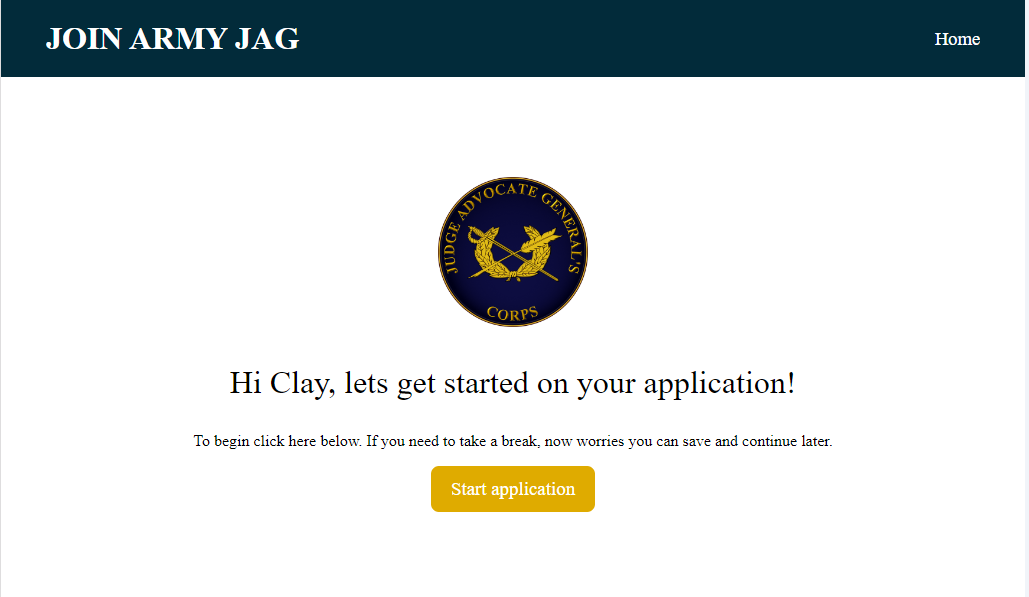 JOIN ARMY JAG
Home
JUDGE ADVOCATE GENERAL'S
CORPS
Hi Clay, lets get started on your application!
To begin click here below. If you need to take a break, now worries you can save and continue later.
Start application